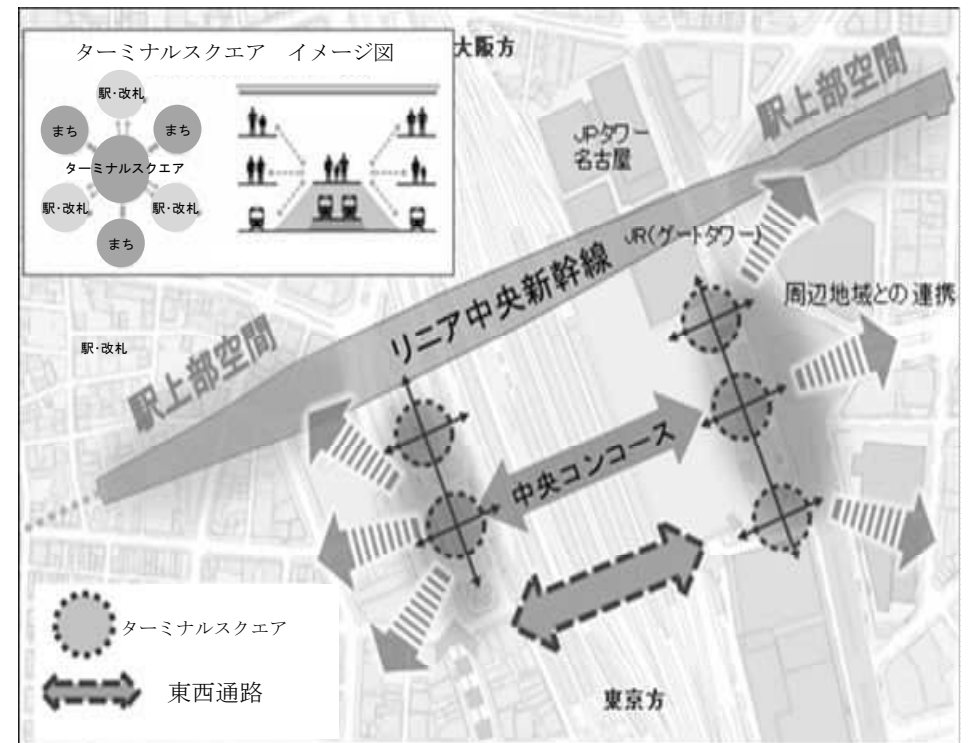 ターミナルスクエア イメージ図
駅・改札
まち
まち
ターミナルスクエア
駅・改札
駅・改札
まち
大阪方
駅上部空間
JPタワー
名古屋
JR(ゲートタワー)
周辺地域との連携
リニア中央新幹線
駅・改札
駅上部空間
中央コンコース
ターミナルスクエア
東西通路
東京方